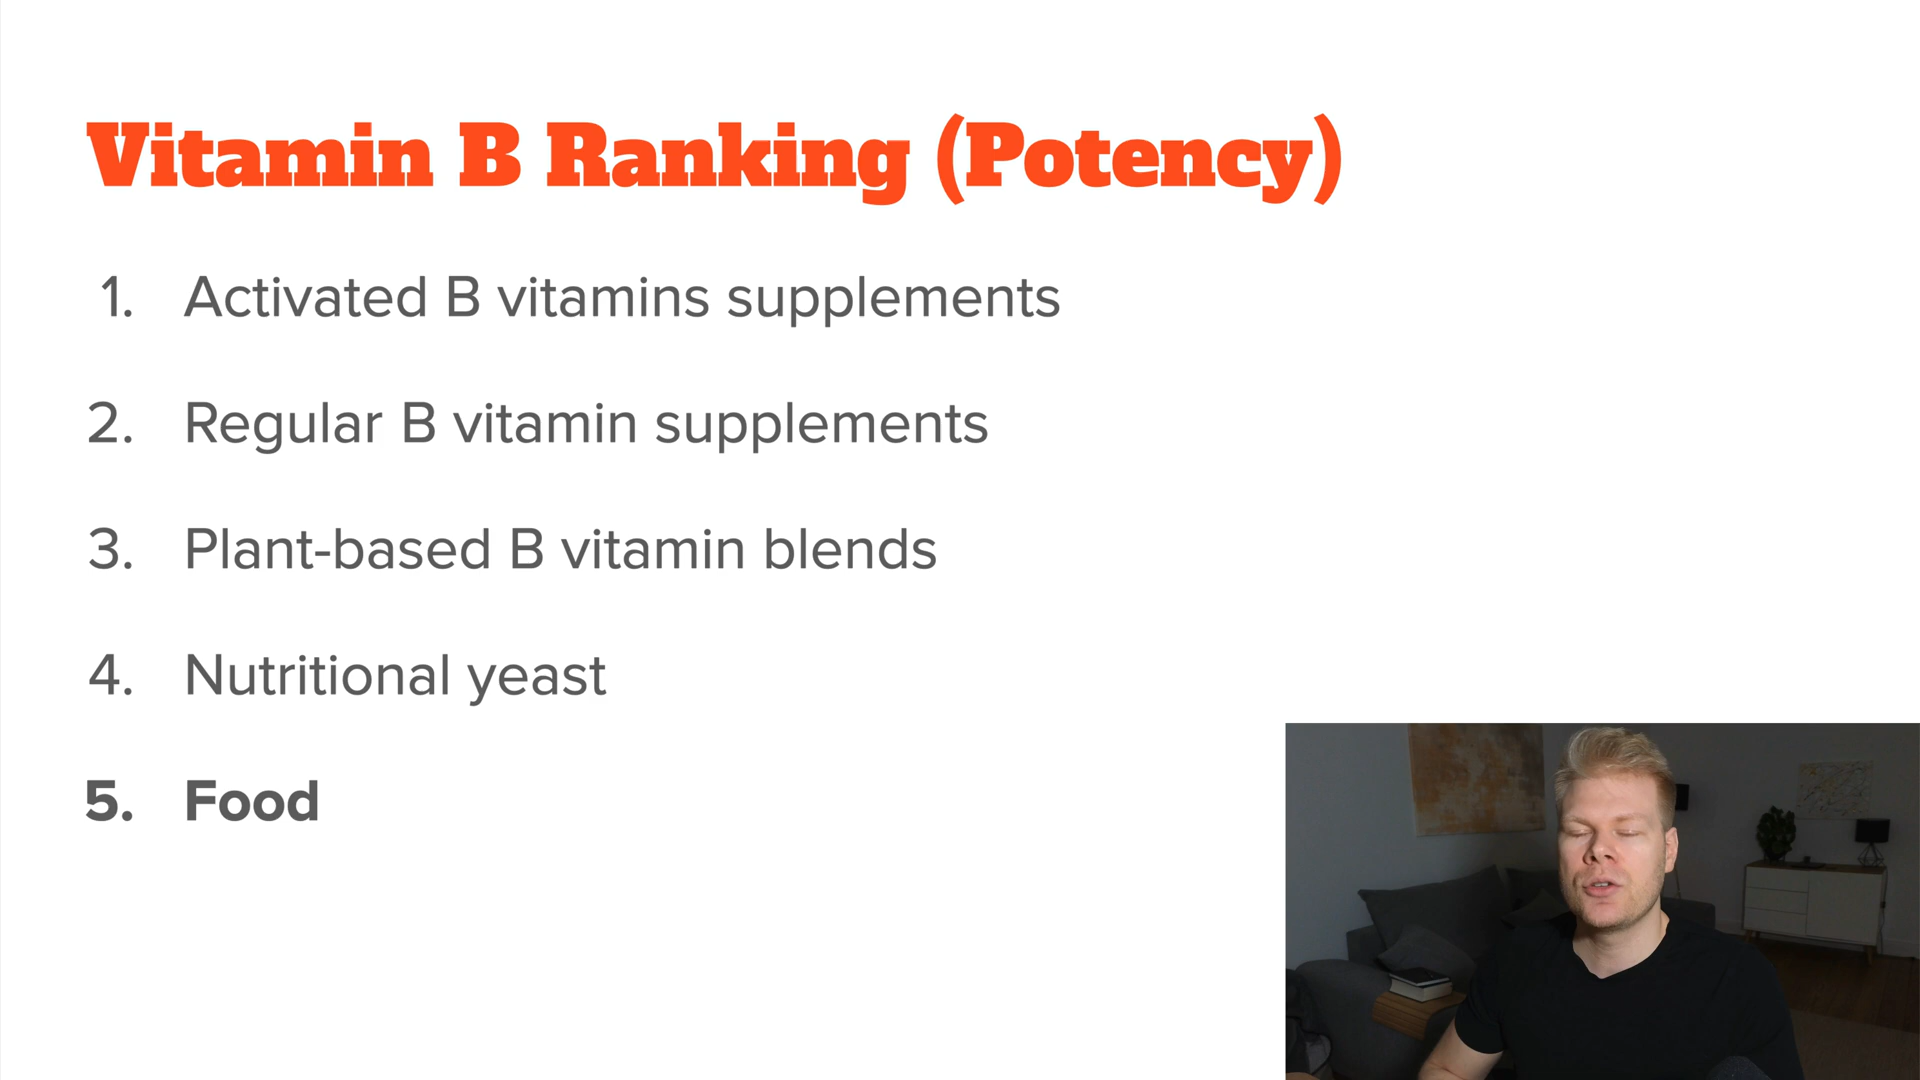 Vitamin B Ranking (Potency)
1. Activated B vitamins supplements
2. Regular B vitamin supplements
3. Plant-based B vitamin blends
4. Nutritional yeast
5. Food